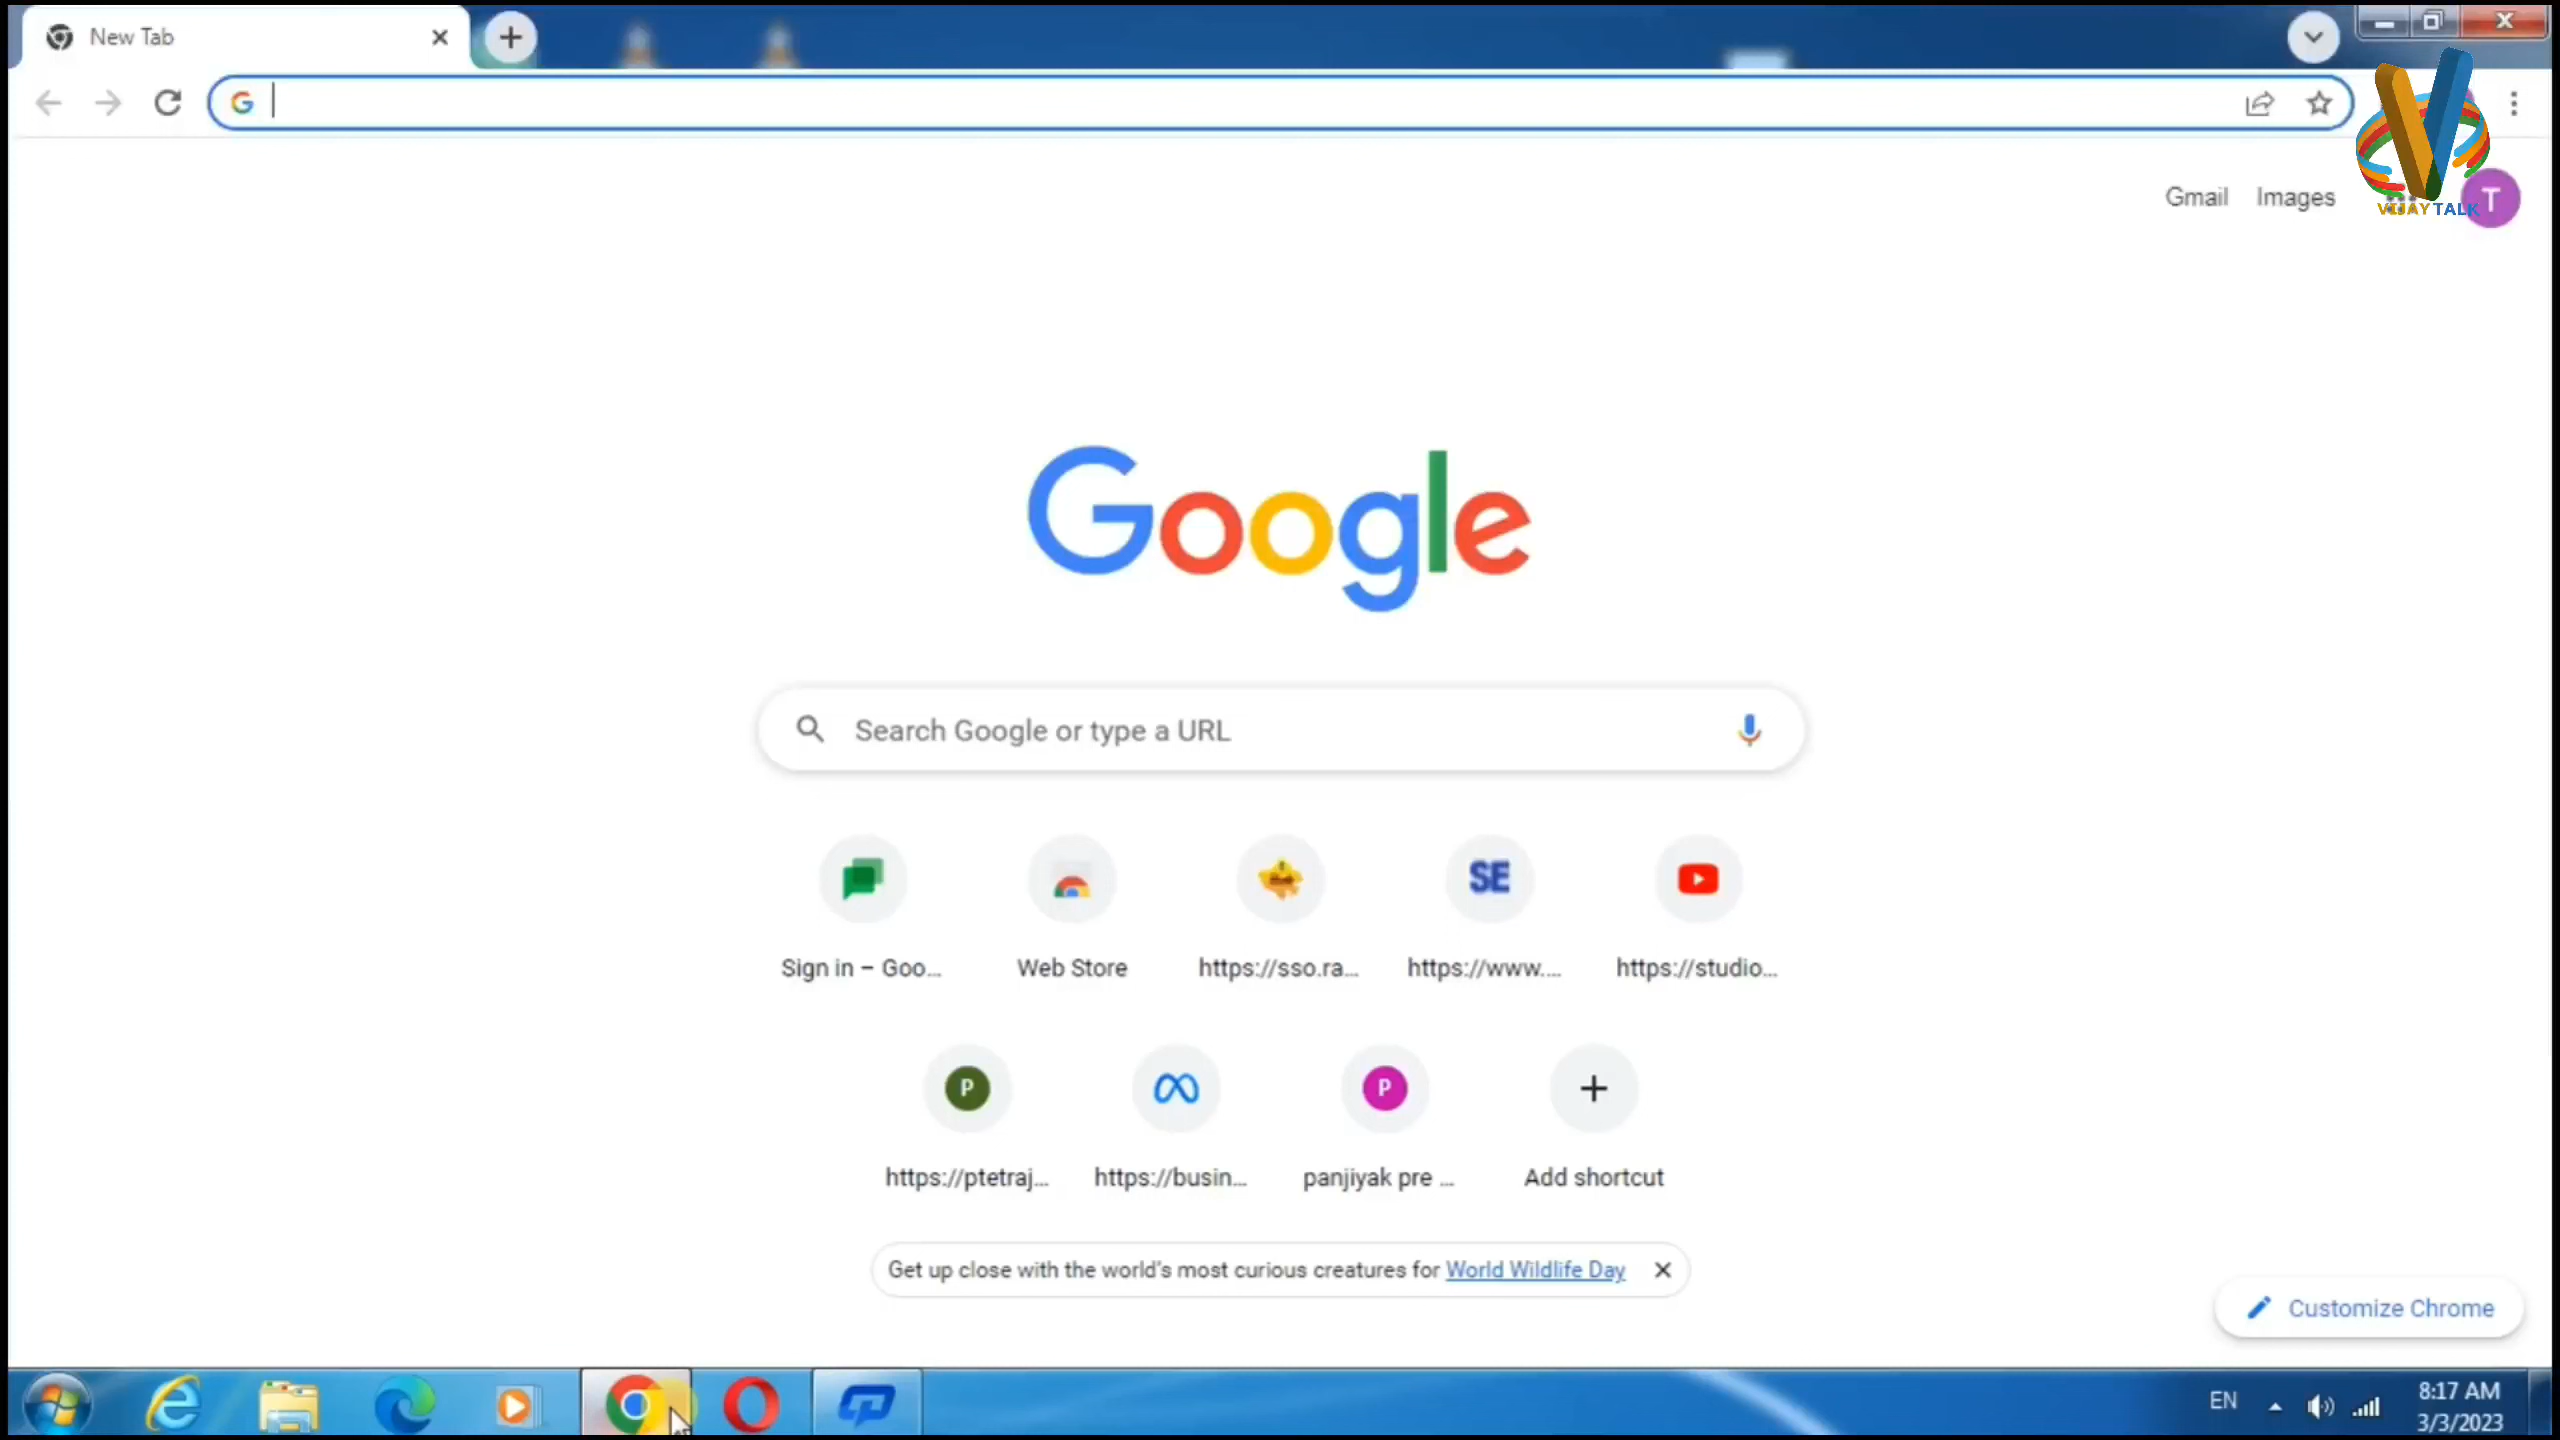 New Tab
Gmail Images
VIJAY TALK
T
Google
Search Google or type a URL
SE
Sign in – Goo...
Web Store
https://sso.ra...
https://www....
https://studio...
P
P
https://ptetraj...
https://busin...
panjiyak pre ...
Add shortcut
Get up close with the world's most curious creatures for World Wildlife Day
Customize Chrome
EN
8:17 AM
3/3/2023